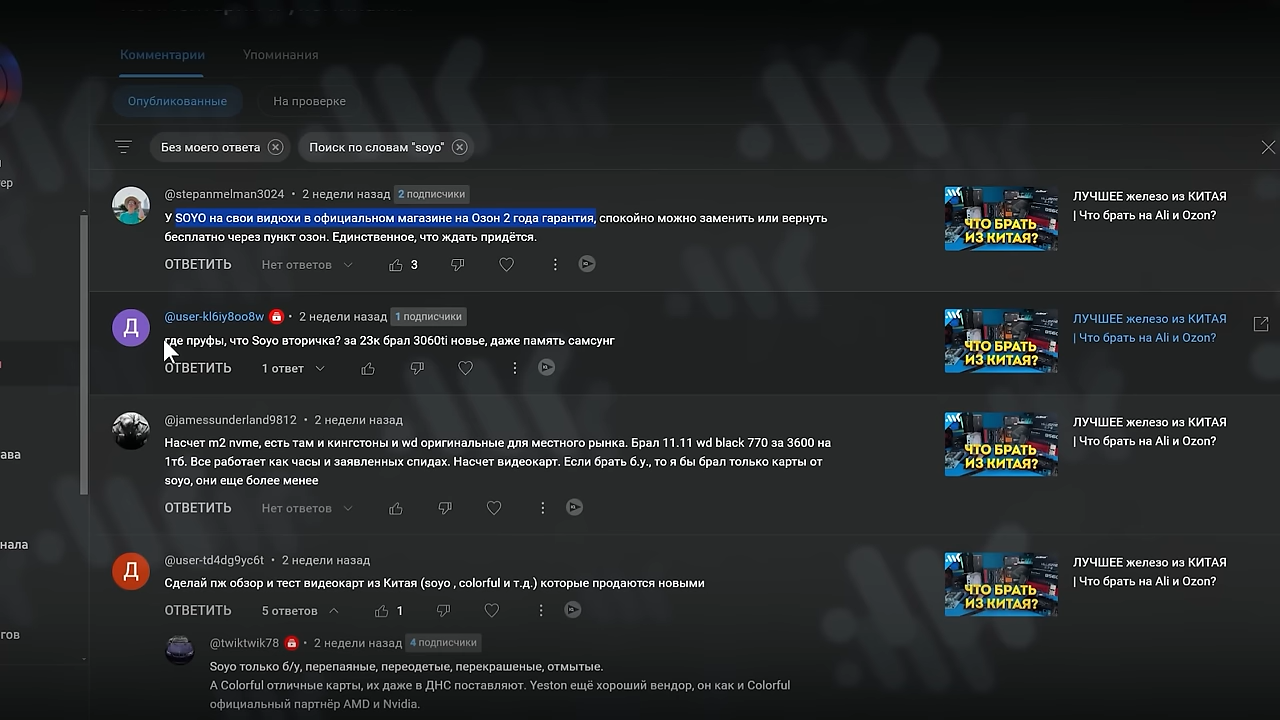 Комментарии
Упоминания
Опубликованные
На проверке
Без моего ответа
Поиск по словам "soyo"
ер
@stepanmelman3024 • 2 недели назад 2 подписчики
У SOYO на свои видюхи в официальном магазине на Озон 2 года гарантия, спокойно можно заменить или вернуть
бесплатно через пункт озон. Единственное, что ждать придётся.
ОТВЕТИТЬ Нет ответов 3
ЛУЧШЕЕ железо из КИТАЯ
| Что брать на Ali и Ozon?
ЧТО БРАТЬ
ИЗ КИТАЯ?
Д
@user-kl6iy8oo8w • 2 недели назад 1 подписчики
где пруфы, что Soyo вторичка? за 23к брал 3060ti новье, даже память самсунг
ОТВЕТИТЬ 1 ответ
ЛУЧШЕЕ железо из КИТАЯ
| Что брать на Ali и Ozon?
ЧТО БРАТЬ
ИЗ КИТАЯ?
@jamessunderland9812 • 2 недели назад
Насчет m2 nvme, есть там и кингстоны и wd оригинальные для местного рынка. Брал 11.11 wd black 770 за 3600 на
1тб. Все работает как часы и заявленных спидах. Насчет видеокарт. Если брать б.у., то я бы брал только карты от
soyo, они еще более менее
ОТВЕТИТЬ Нет ответов
ЛУЧШЕЕ железо из КИТАЯ
| Что брать на Ali и Ozon?
ЧТО БРАТЬ
ИЗ КИТАЯ?
ава
нала
Д
@user-td4dg9yc6t • 2 недели назад
Сделай пж обзор и тест видеокарт из Китая (soyo , colorful и т.д.) которые продаются новыми
ОТВЕТИТЬ 5 ответов 1
ЛУЧШЕЕ железо из КИТАЯ
| Что брать на Ali и Ozon?
ЧТО БРАТЬ
ИЗ КИТАЯ?
гов
@twiktwik78 • 2 недели назад 4 подписчики
Soyo только б/у, перепаяные, переодетые, перекрашеные, отмытые.
А Colorful отличные карты, их даже в ДНС поставляют. Yeston ещё хороший вендор, он как и Colorful
официальный партнёр AMD и Nvidia.